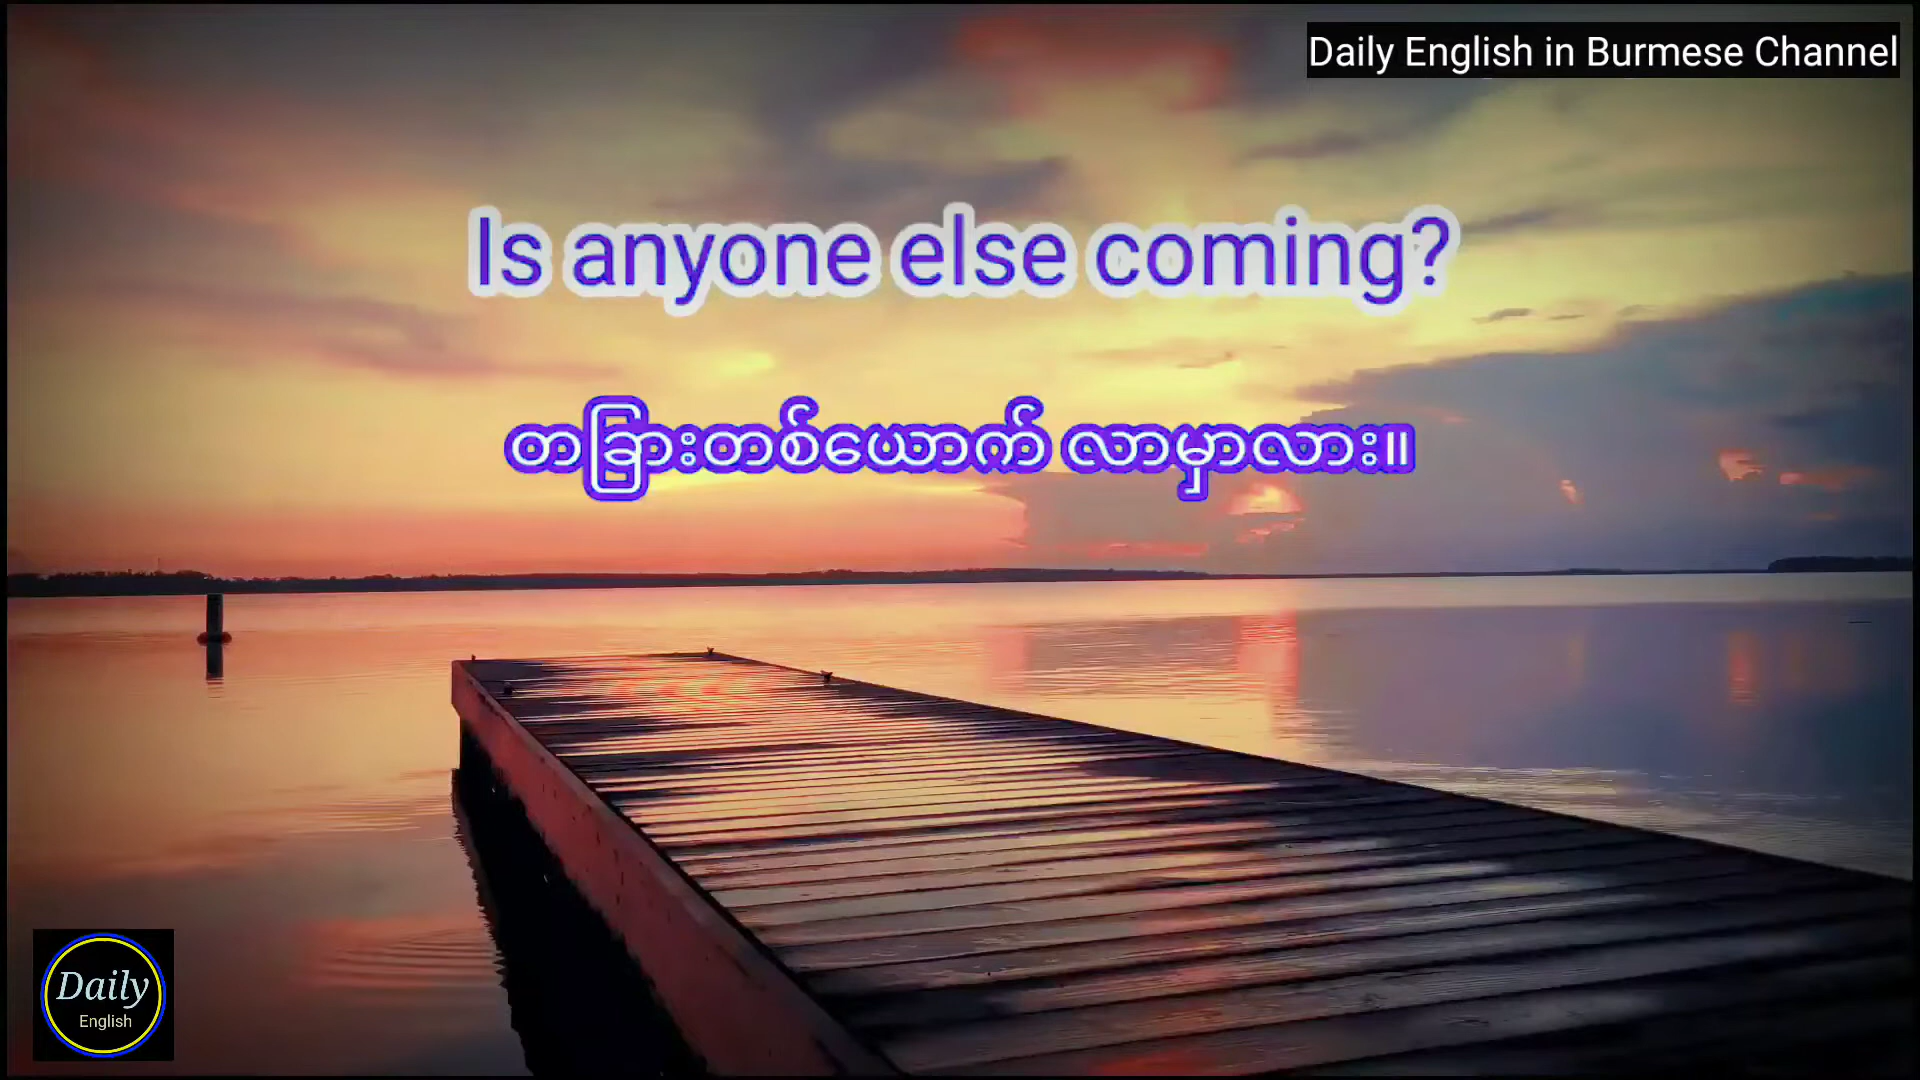 Daily English in Burmese Channel
Is anyone else coming?
တခြားတစ်ယောက် လာမှာလား။
Daily
English